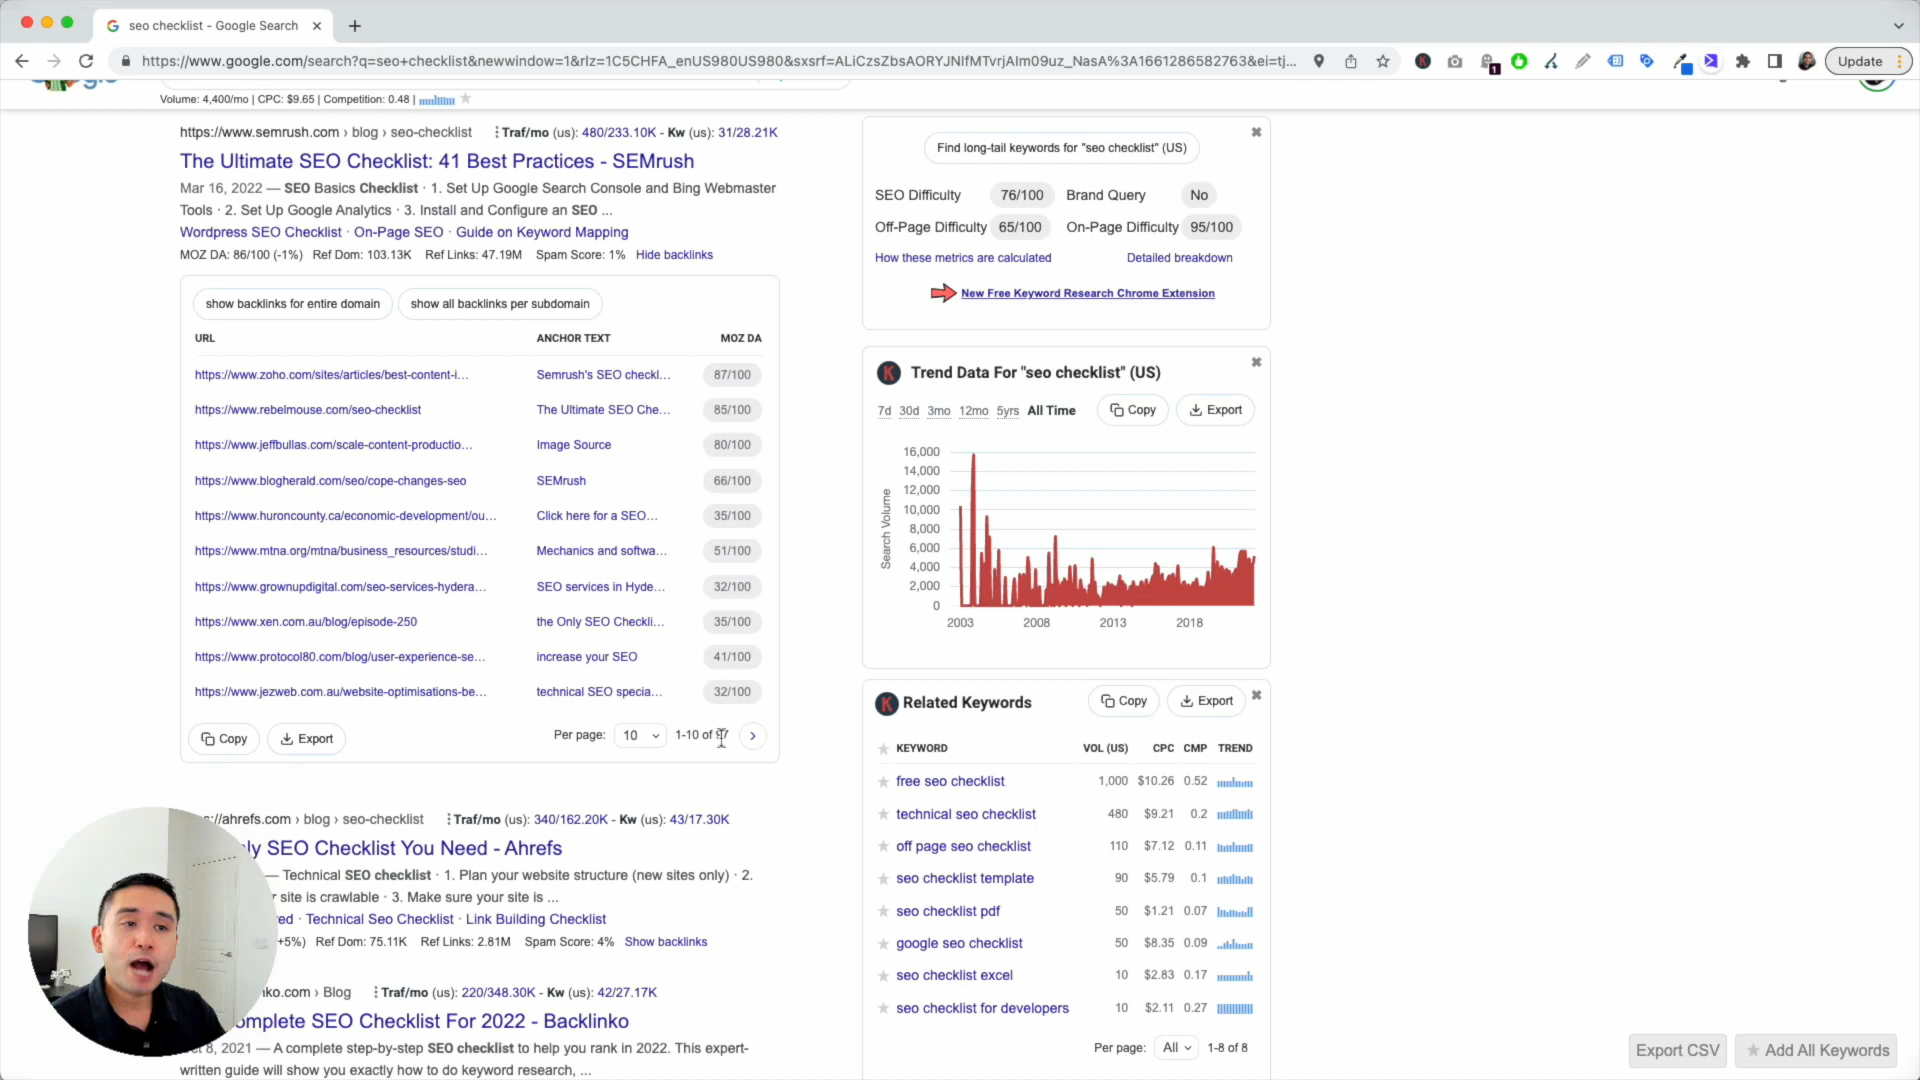 seo checklist - Google Search
https://www.google.com/search?q=seo+checklist&newwindow=1&rlz=1C5CHFA_enUS980US980&sxsrf=ALiCzsZbsAORYJNlfMTvrjAlm09uz_NasA%3A1661286582763&ei=tj...
1
Update
Volume: 4,400/mo | CPC: $9.65 | Competition: 0.48 |
https://www.semrush.com › blog › seo-checklist
Traf/mo (us): 480/233.10K - Kw (us): 31/28.21K
The Ultimate SEO Checklist: 41 Best Practices - SEMrush
Mar 16, 2022 — SEO Basics Checklist · 1. Set Up Google Search Console and Bing Webmaster
Tools · 2. Set Up Google Analytics · 3. Install and Configure an SEO ...
Wordpress SEO Checklist · On-Page SEO · Guide on Keyword Mapping
MOZ DA: 86/100 (-1%) Ref Dom: 103.13K Ref Links: 47.19M Spam Score: 1% Hide backlinks
show backlinks for entire domain
show all backlinks per subdomain
URL ANCHOR TEXT MOZ DA
https://www.zoho.com/sites/articles/best-content-i... Semrush's SEO checkl... 87/100
https://www.rebelmouse.com/seo-checklist The Ultimate SEO Che... 85/100
https://www.jeffbullas.com/scale-content-productio... Image Source 80/100
https://www.blogherald.com/seo/cope-changes-seo SEMrush 66/100
https://www.huroncounty.ca/economic-development/ou... Click here for a SEO... 35/100
https://www.mtna.org/mtna/business_resources/studi... Mechanics and softwa... 51/100
https://www.grownupdigital.com/seo-services-hydera... SEO services in Hyde... 32/100
https://www.xen.com.au/blog/episode-250 the Only SEO Checkli... 35/100
https://www.protocol80.com/blog/user-experience-se... increase your SEO 41/100
https://www.jezweb.com.au/website-optimisations-be... technical SEO specia... 32/100
Copy
Export
Per page: 10 1-10 of
://ahrefs.com › blog › seo-checklist
Traf/mo (us): 340/162.20K - Kw (us): 43/17.30K
ly SEO Checklist You Need - Ahrefs
— Technical SEO checklist · 1. Plan your website structure (new sites only) · 2.
r site is crawlable · 3. Make sure your site is ...
ed · Technical Seo Checklist · Link Building Checklist
+5%) Ref Dom: 75.11K Ref Links: 2.81M Spam Score: 4% Show backlinks
nko.com › Blog
Traf/mo (us): 220/348.30K - Kw (us): 42/27.17K
omplete SEO Checklist For 2022 - Backlinko
8, 2021 — A complete step-by-step SEO checklist to help you rank in 2022. This expert-
written guide will show you exactly how to do keyword research, ...
Find long-tail keywords for "seo checklist" (US)
SEO Difficulty 76/100 Brand Query No
Off-Page Difficulty 65/100 On-Page Difficulty 95/100
How these metrics are calculated
Detailed breakdown
New Free Keyword Research Chrome Extension
K
Trend Data For "seo checklist" (US)
7d 30d 3mo 12mo 5yrs All Time
Copy
Export
Search Volume
16,000
14,000
12,000
10,000
8,000
6,000
4,000
2,000
0
2003 2008 2013 2018
K
Related Keywords
Copy
Export
KEYWORD VOL (US) CPC CMP TREND
free seo checklist 1,000 $10.26 0.52
technical seo checklist 480 $9.21 0.2
off page seo checklist 110 $7.12 0.11
seo checklist template 90 $5.79 0.1
seo checklist pdf 50 $1.21 0.07
google seo checklist 50 $8.35 0.09
seo checklist excel 10 $2.83 0.17
seo checklist for developers 10 $2.11 0.27
Per page: All 1-8 of 8
Export CSV
Add All Keywords